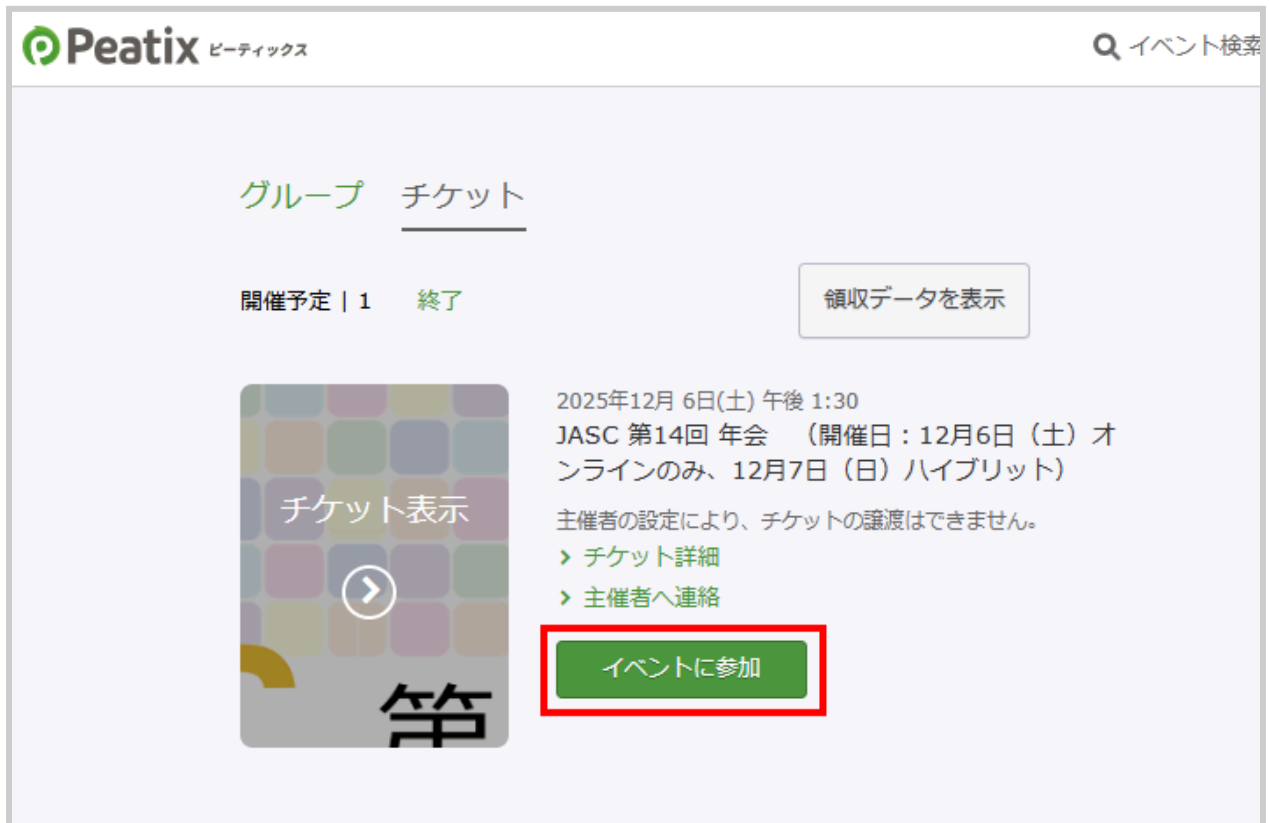 Peatix ピーティックス
イベント検索
グループ チケット
開催予定 | 1 終了
領収データを表示
チケット表示
第
2025年12月 6日(土) 午後 1:30
JASC 第14回 年会 （開催日：12月6日（土）オ
ンラインのみ、12月7日（日）ハイブリット）
主催者の設定により、チケットの譲渡はできません。
チケット詳細
主催者へ連絡
イベントに参加